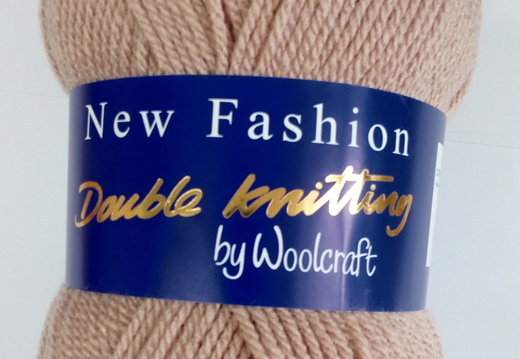 New Fashion
Double knitting
by Woolcraft